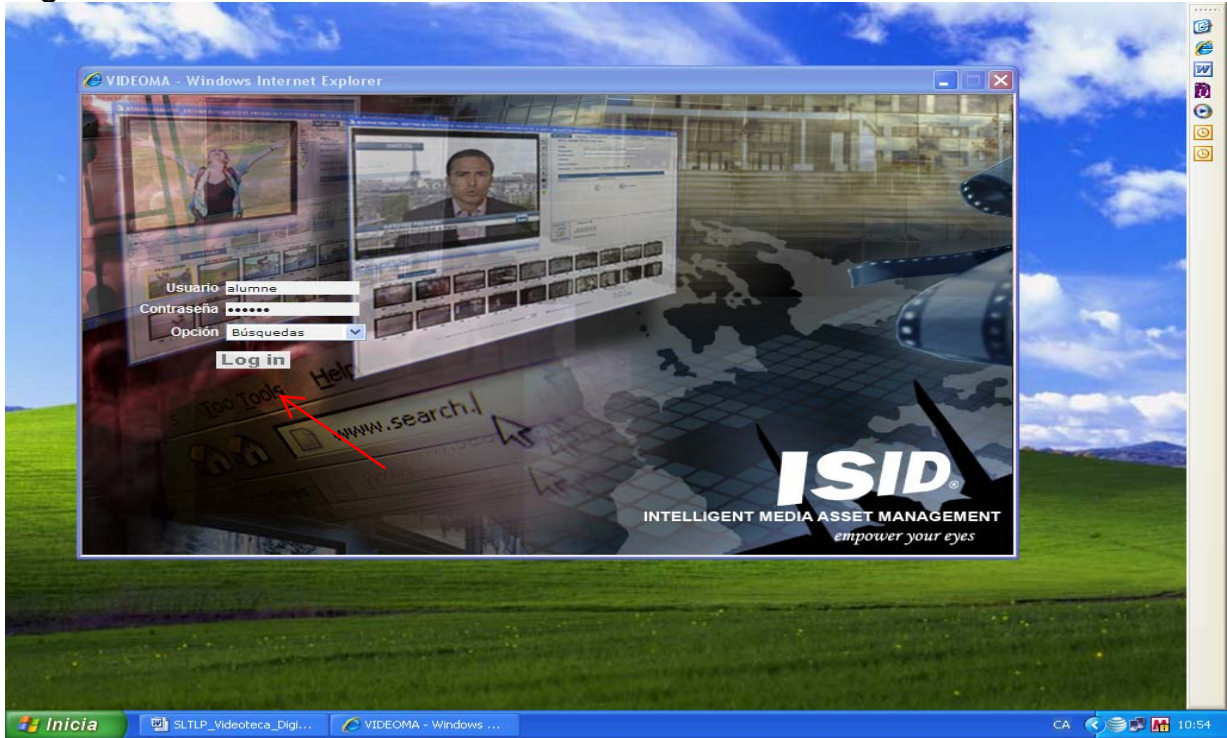 VIDEOMA - Windows Internet Explorer
Usuario alumne
Contraseña ••••••
Opción Búsquedas
Log in
Help
Too Tools
www.search.
ISID®
INTELLIGENT MEDIA ASSET MANAGEMENT
empower your eyes
Inicia
SLTLP_Videoteca_Digi...
VIDEOMA - Windows ...
CA
10:54